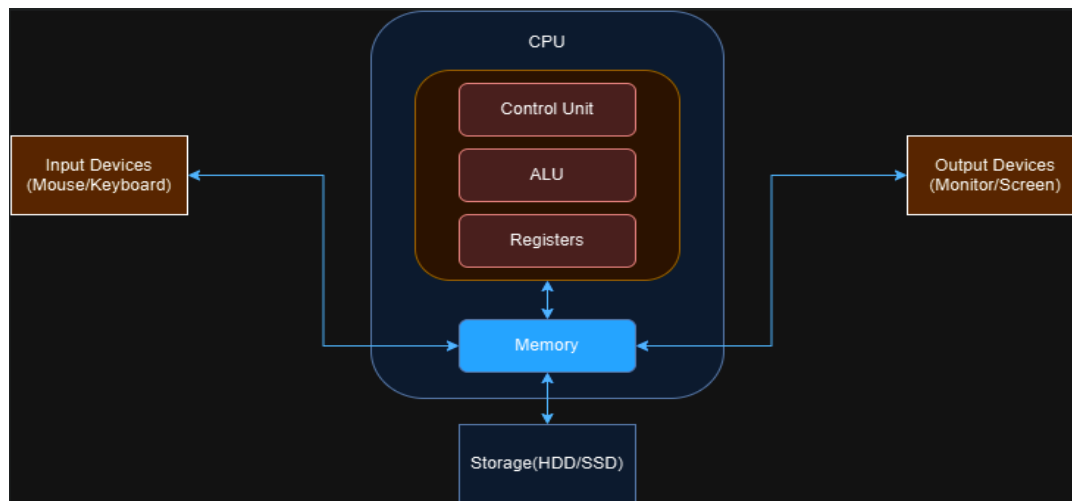 CPU
Control Unit
Input Devices
(Mouse/Keyboard)
ALU
Output Devices
(Monitor/Screen)
Registers
Memory
Storage(HDD/SSD)